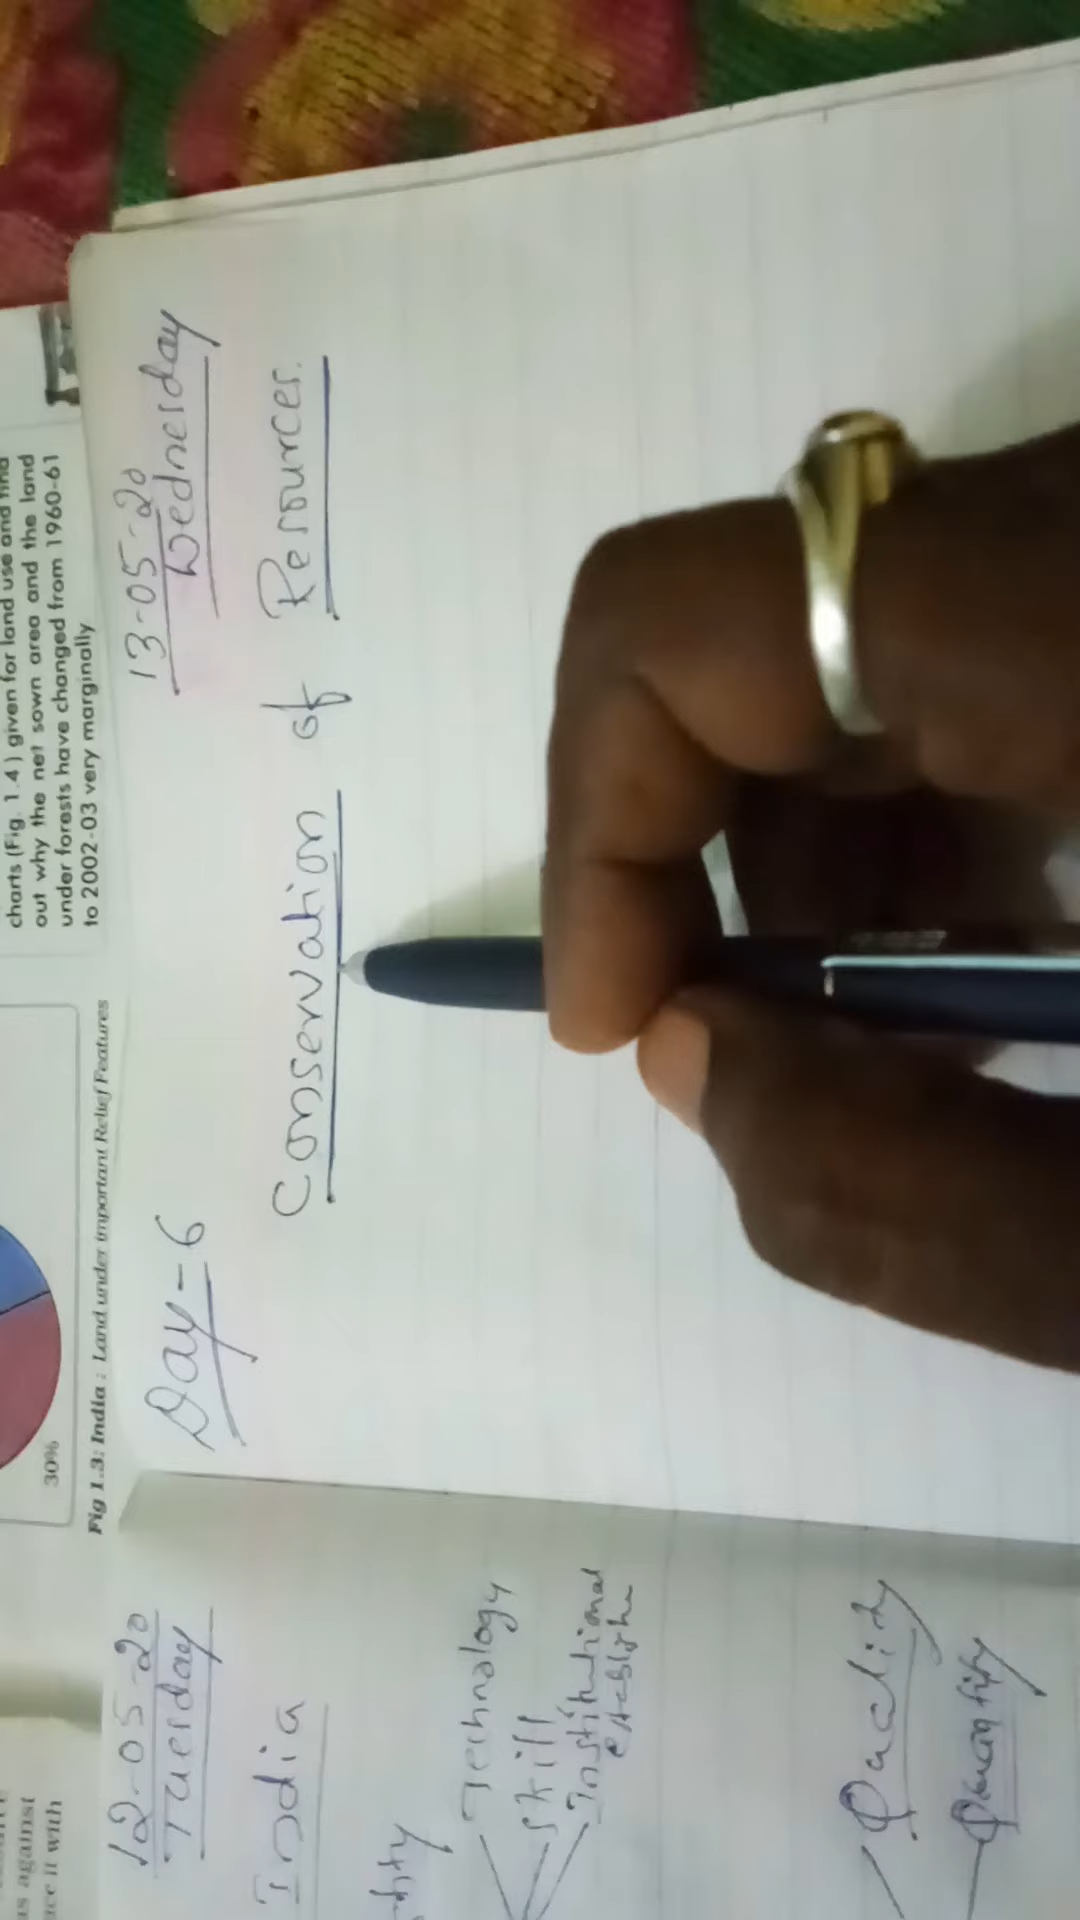 charts (Fig. 1.4) given for land use and find
out why the net sown area and the land
under forests have changed from 1960-61
to 2002-03 very marginally
30%
Fig 1.3: India : Land under important Relief Features
as against
with
Day-6
13-05-20
Wednesday
Conservation of Resources.
12-05-20
Tuesday
India
Technology
Skill
Institutional
Quality
Quantity